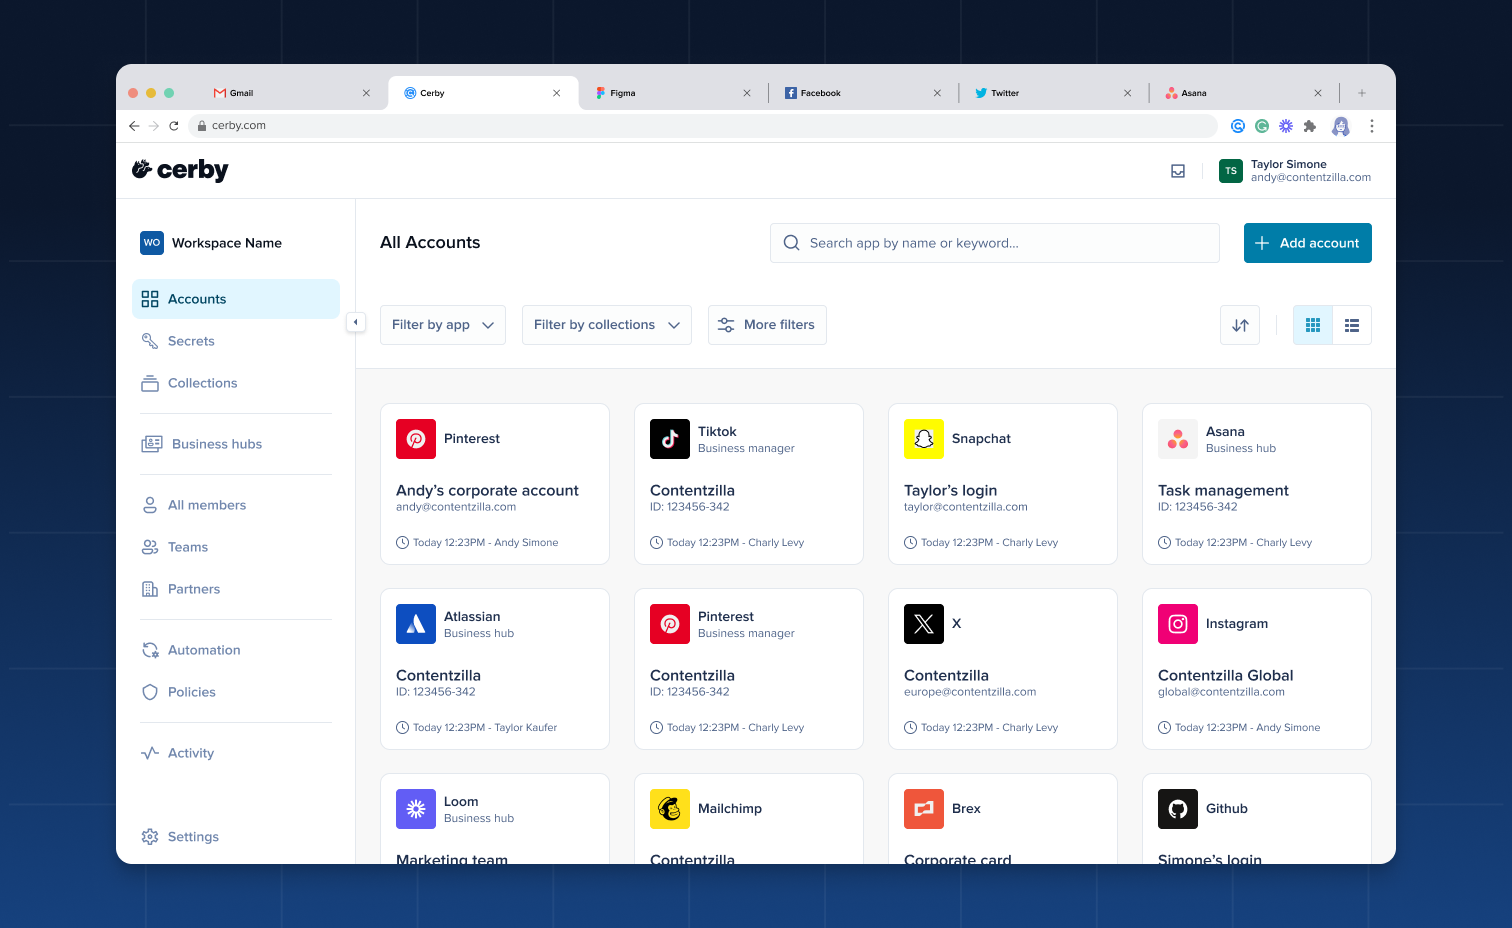 Gmail
Cerby
Figma
Facebook
Twitter
Asana
cerby.com
cerby
TS
Taylor Simone
andy@contentzilla.com
WO
Workspace Name
Accounts
Secrets
Collections
Business hubs
All members
Teams
Partners
Automation
Policies
Activity
Settings
All Accounts
Search app by name or keyword...
Add account
Filter by app
Filter by collections
More filters
Pinterest
Andy's corporate account
andy@contentzilla.com
Today 12:23PM - Andy Simone
Tiktok
Business manager
Contentzilla
ID: 123456-342
Today 12:23PM - Charly Levy
Snapchat
Taylor's login
taylor@contentzilla.com
Today 12:23PM - Charly Levy
Asana
Business hub
Task management
ID: 123456-342
Today 12:23PM - Charly Levy
Atlassian
Business hub
Contentzilla
ID: 123456-342
Today 12:23PM - Taylor Kaufer
Pinterest
Business manager
Contentzilla
ID: 123456-342
Today 12:23PM - Charly Levy
X
Contentzilla
europe@contentzilla.com
Today 12:23PM - Charly Levy
Instagram
Contentzilla Global
global@contentzilla.com
Today 12:23PM - Andy Simone
Loom
Business hub
Marketing team
Mailchimp
Contentzilla
Brex
Corporate card
Github
Simone's login